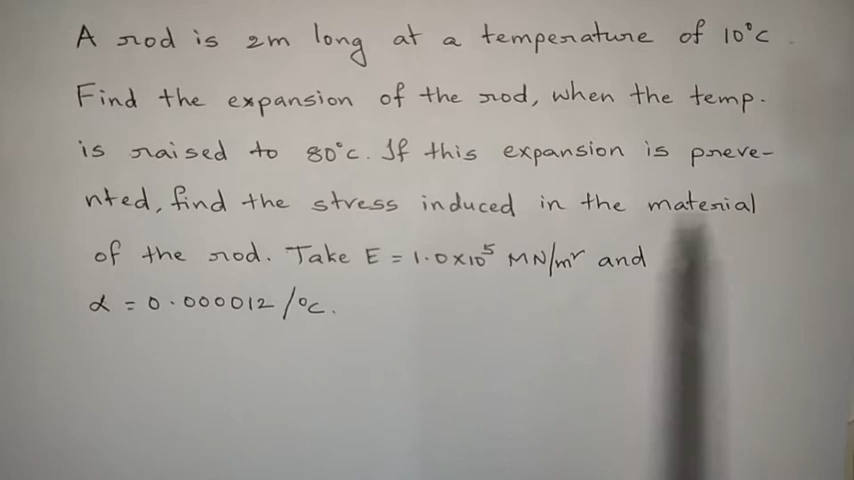 A rod is 2m long at a temperature of 10°c.
Find the expansion of the rod, when the temp.
is raised to 80°c. If this expansion is preve-
nted, find the stress induced in the material
of the rod. Take E = 1.0×10⁵ MN/m² and
α = 0.000012/°c.